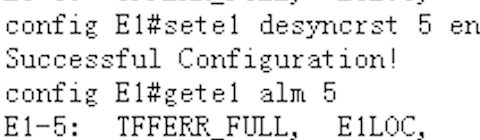 config E1#sete1 desyncrst 5 en
Successful Configuration!
config E1#gete1 alm 5
E1-5: TFFERR_FULL, E1LOC,